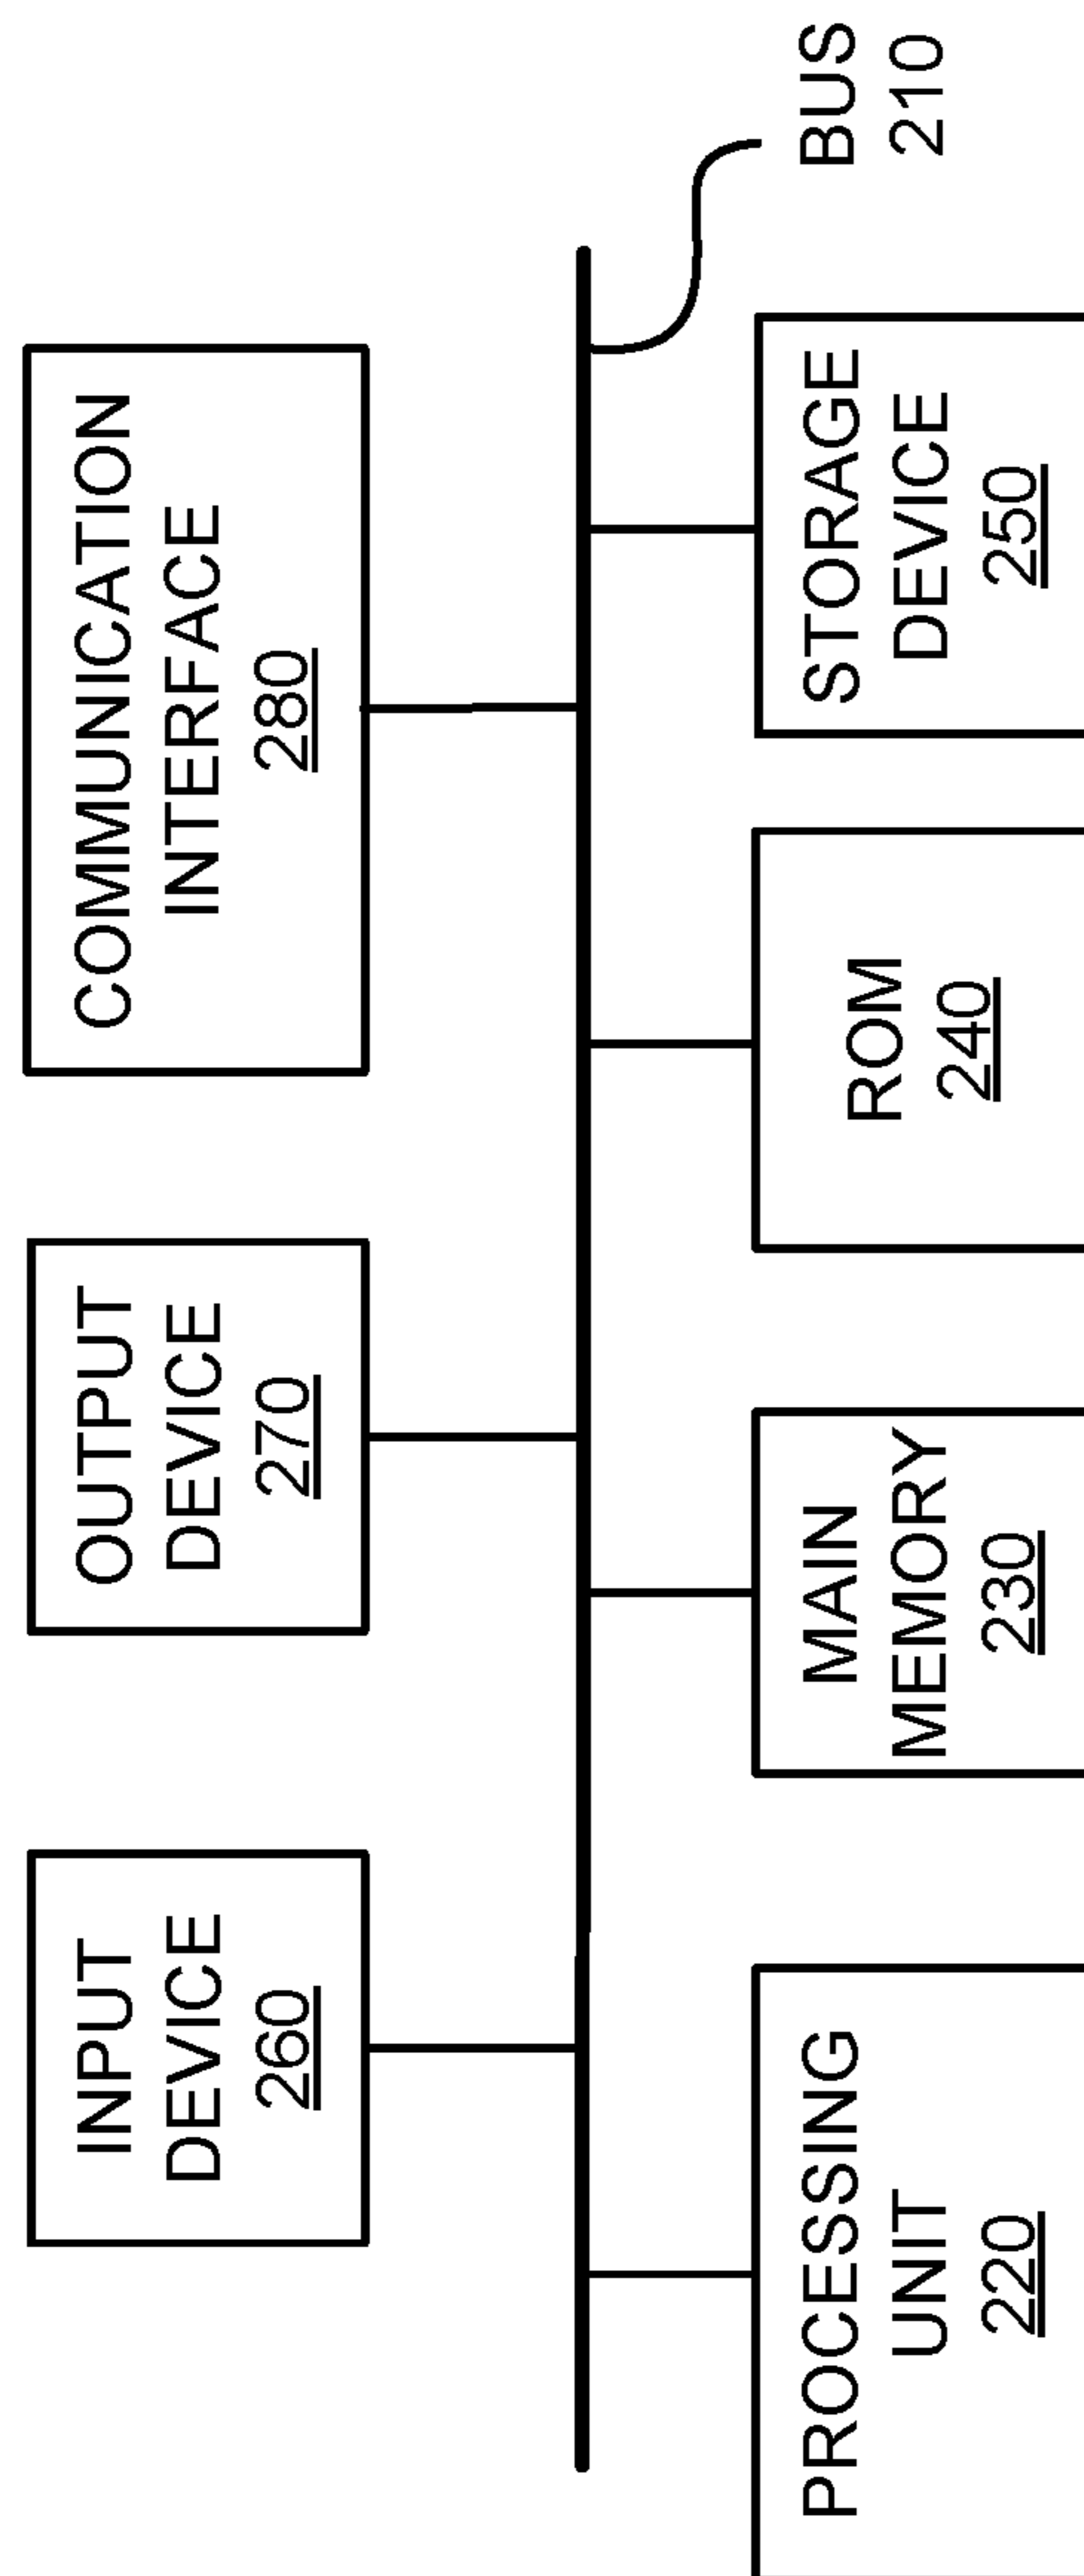 INPUT
DEVICE
260
OUTPUT
DEVICE
270
COMMUNICATION
INTERFACE
280
BUS
210
PROCESSING
UNIT
220
MAIN
MEMORY
230
ROM
240
STORAGE
DEVICE
250